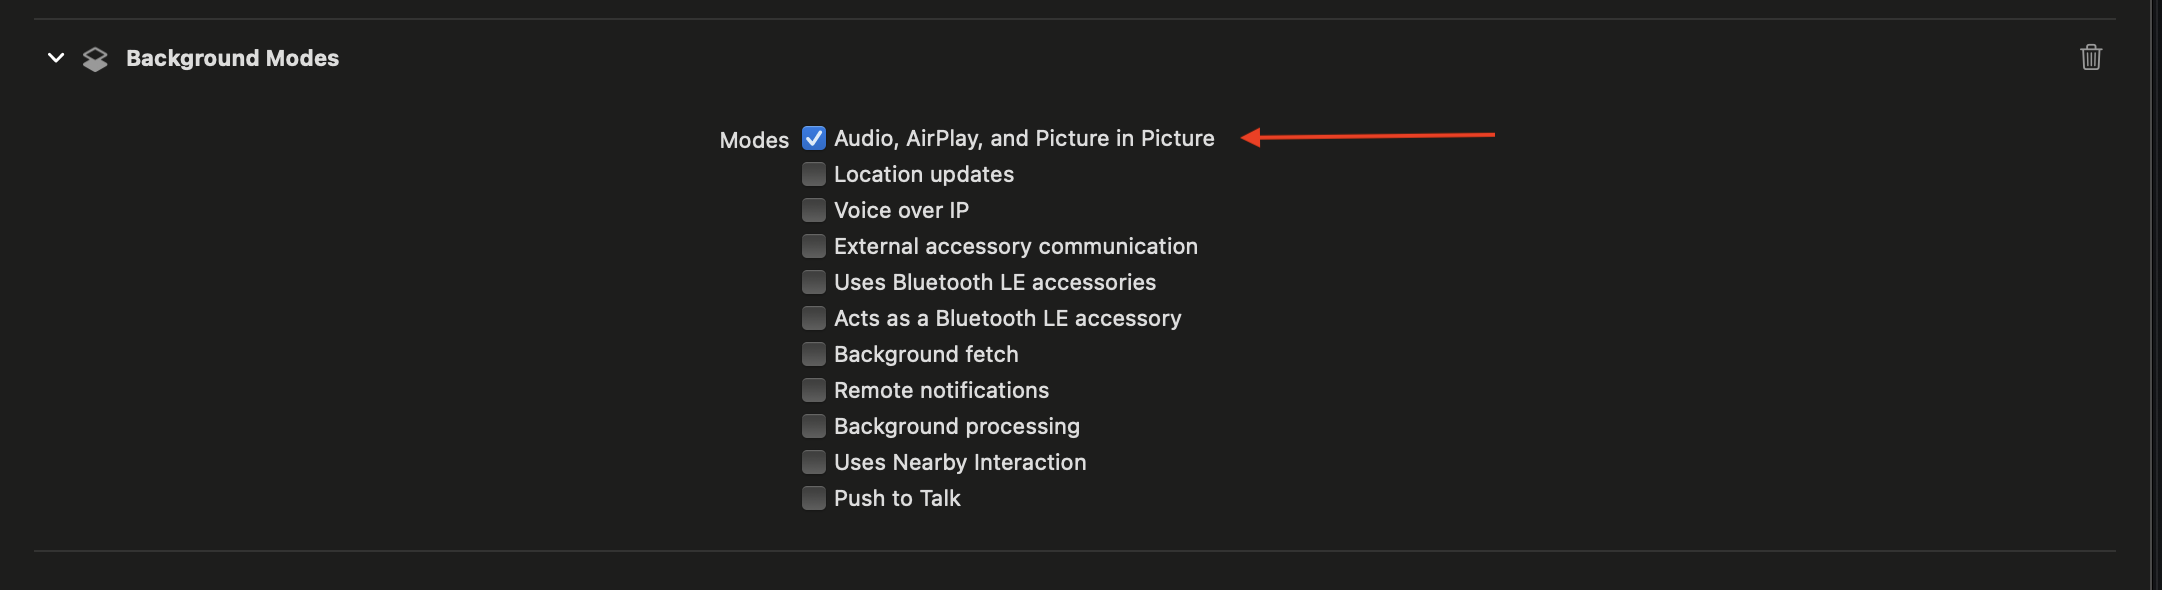 Background Modes
Modes Audio, AirPlay, and Picture in Picture
Location updates
Voice over IP
External accessory communication
Uses Bluetooth LE accessories
Acts as a Bluetooth LE accessory
Background fetch
Remote notifications
Background processing
Uses Nearby Interaction
Push to Talk